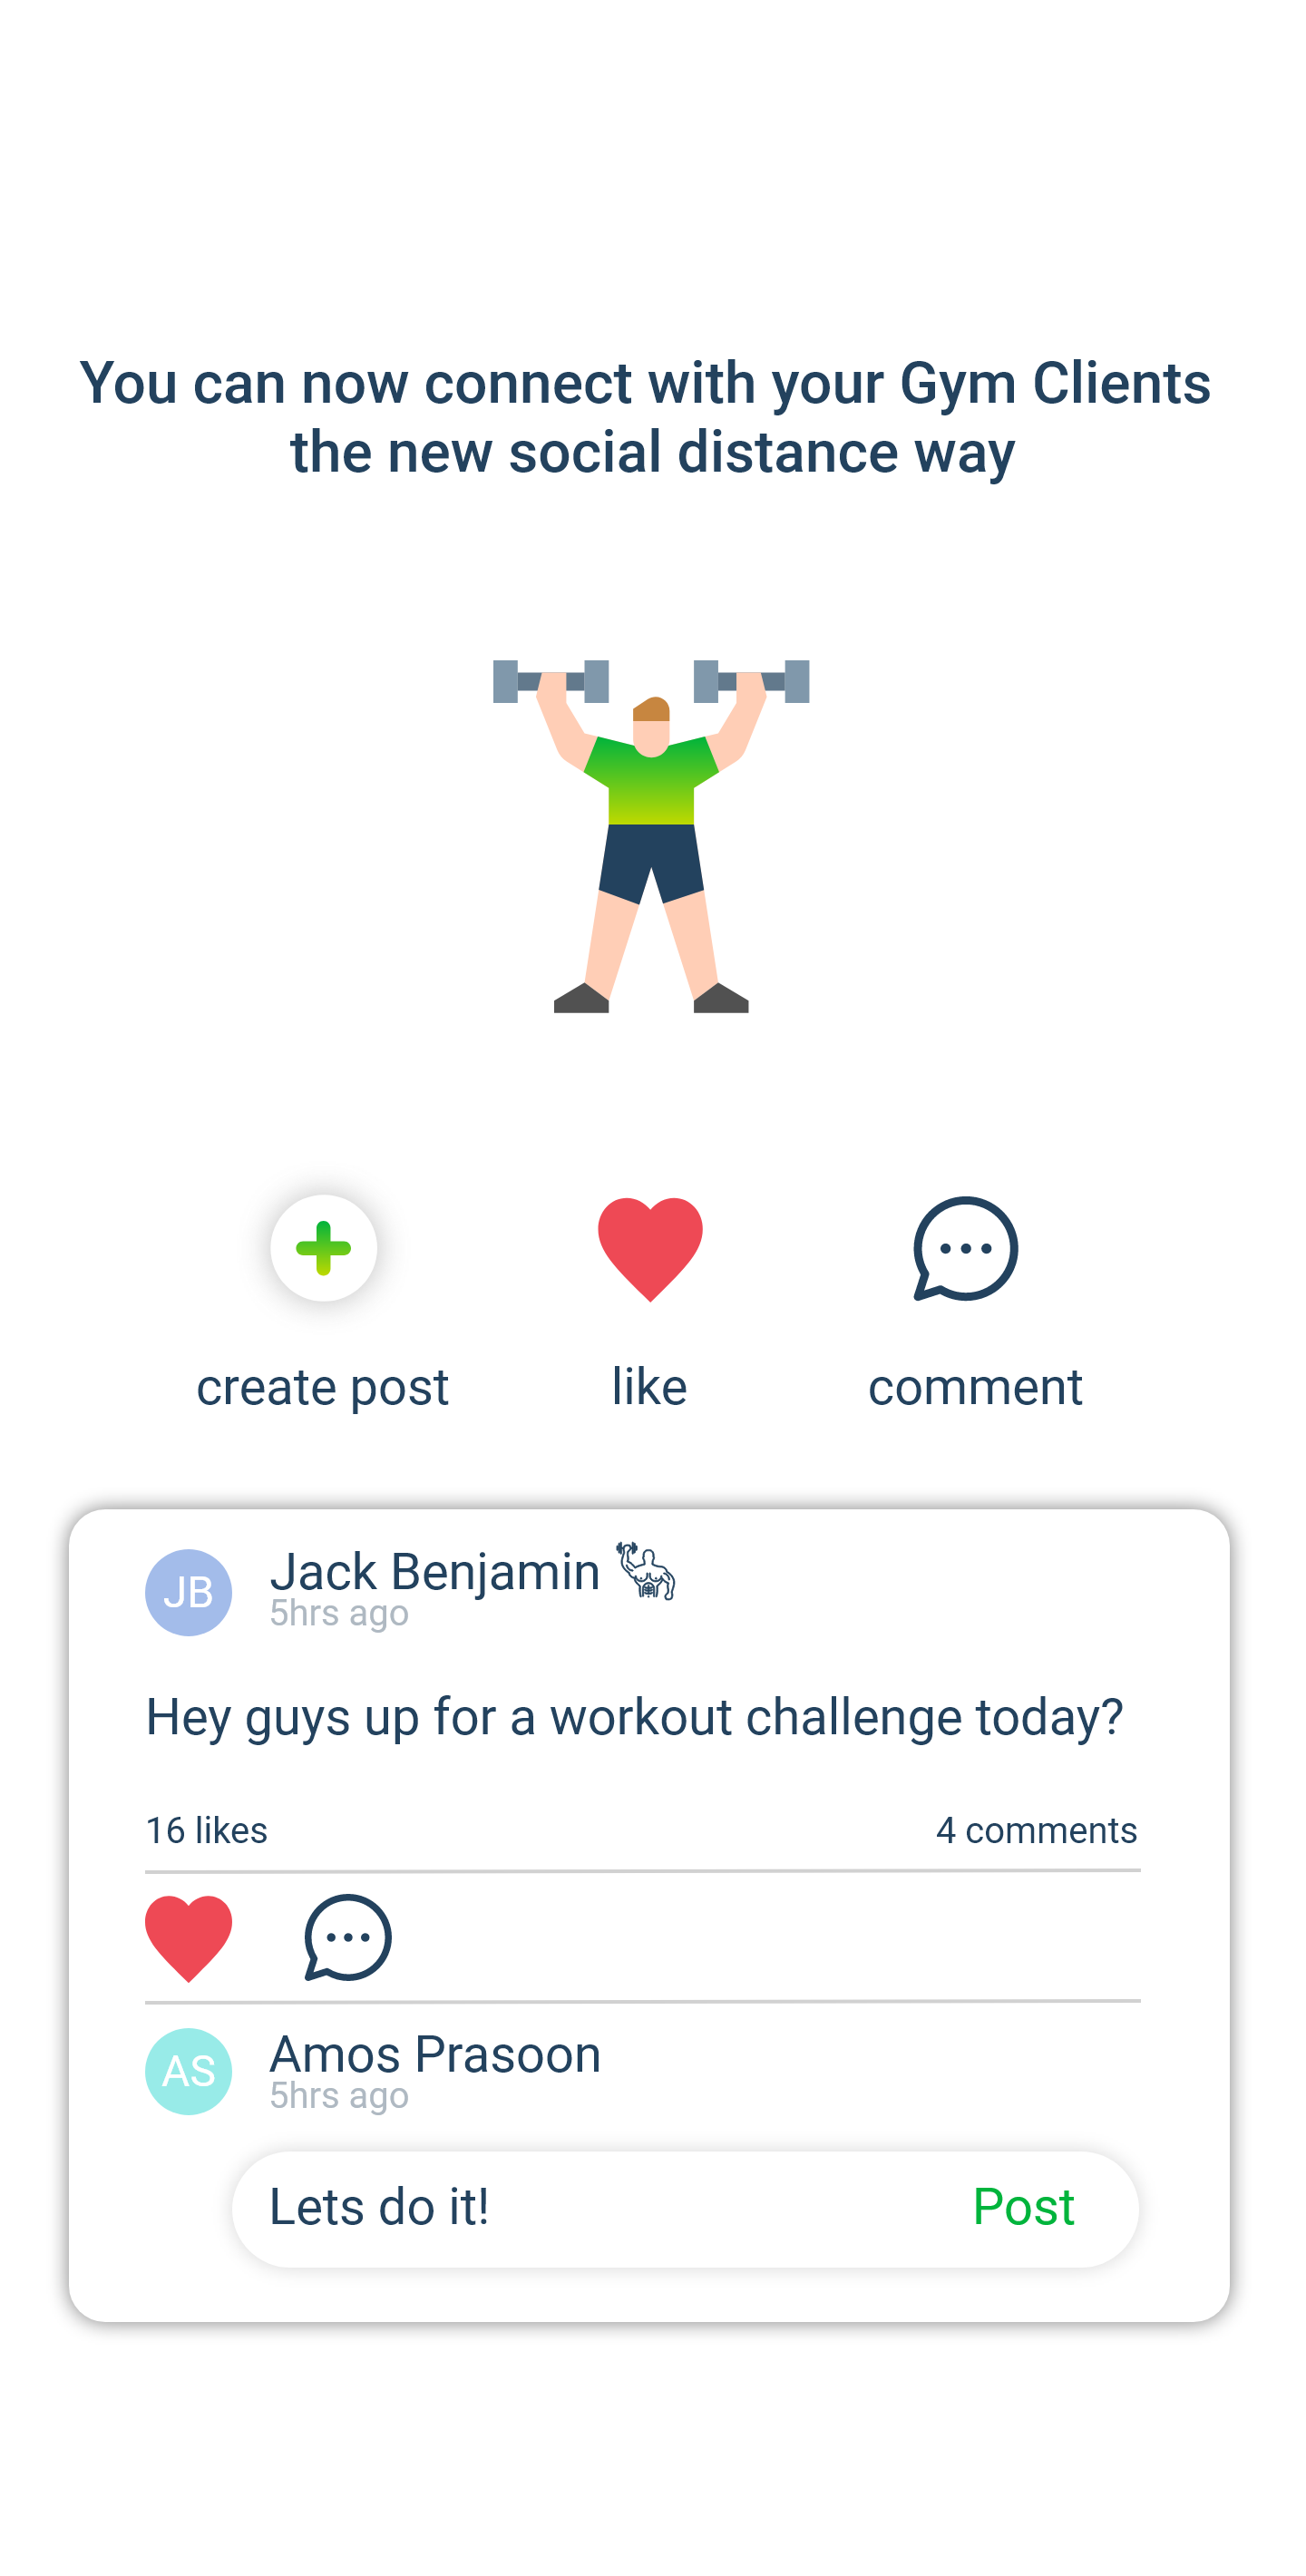 You can now connect with your Gym Clients
the new social distance way
create post like comment
JB Jack Benjamin
5hrs ago
Hey guys up for a workout challenge today?
16 likes 4 comments
AS Amos Prasoon
5hrs ago
Lets do it! Post